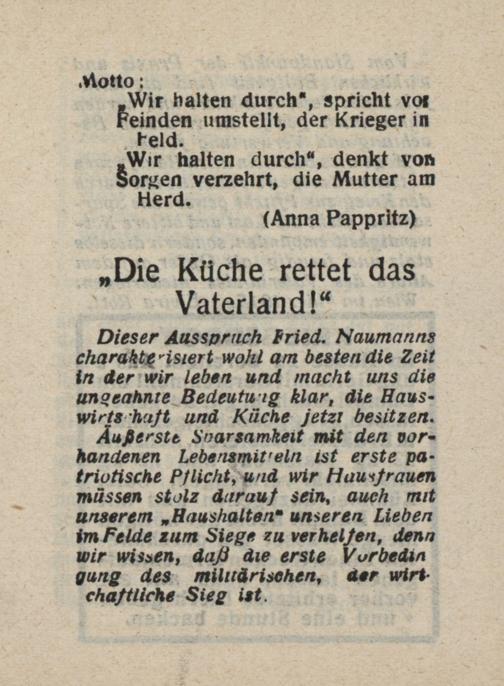 Motto:
„Wir halten durch“, spricht von
Feinden umstellt, der Krieger in
Feld.
„Wir halten durch“, denkt von
Sorgen verzehrt, die Mutter am
Herd.
(Anna Pappritz)
„Die Küche rettet das
Vaterland!“
Dieser Ausspruch Fried. Naumanns
charakterisiert wohl am besten die Zeit
in der wir leben und macht uns die
ungeahnte Bedeutung klar, die Haus-
wirtschaft und Küche jetzt besitzen.
Äußerste Sparsamkeit mit den vor-
handenen Lebensmitteln ist erste pa-
triotische Pflicht, und wir Hausfrauen
müssen stolz darauf sein, auch mit
unserem „Haushalten“ unseren Lieben
im Felde zum Siege zu verhelfen, denn
wir wissen, daß die erste Vorbedin
gung des militärischen, der wirt-
chaftliche Sieg ist.